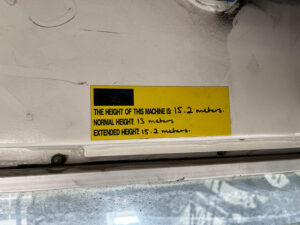 THE HEIGHT OF THIS MACHINE IS: 15.2 meters.
NORMAL HEIGHT: 13 meters
EXTENDED HEIGHT: 15.2 meters.